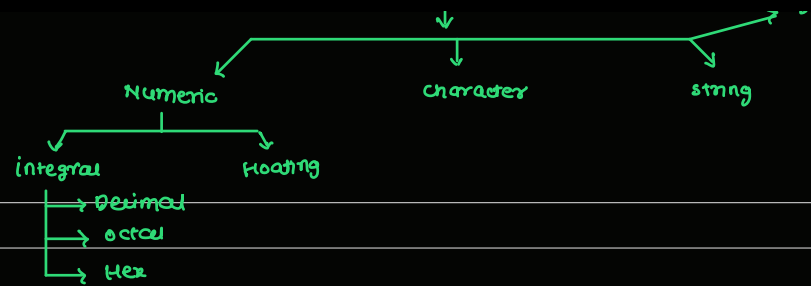 Numeric
Character
string
integral
Floating
Decimal
octal
Hex